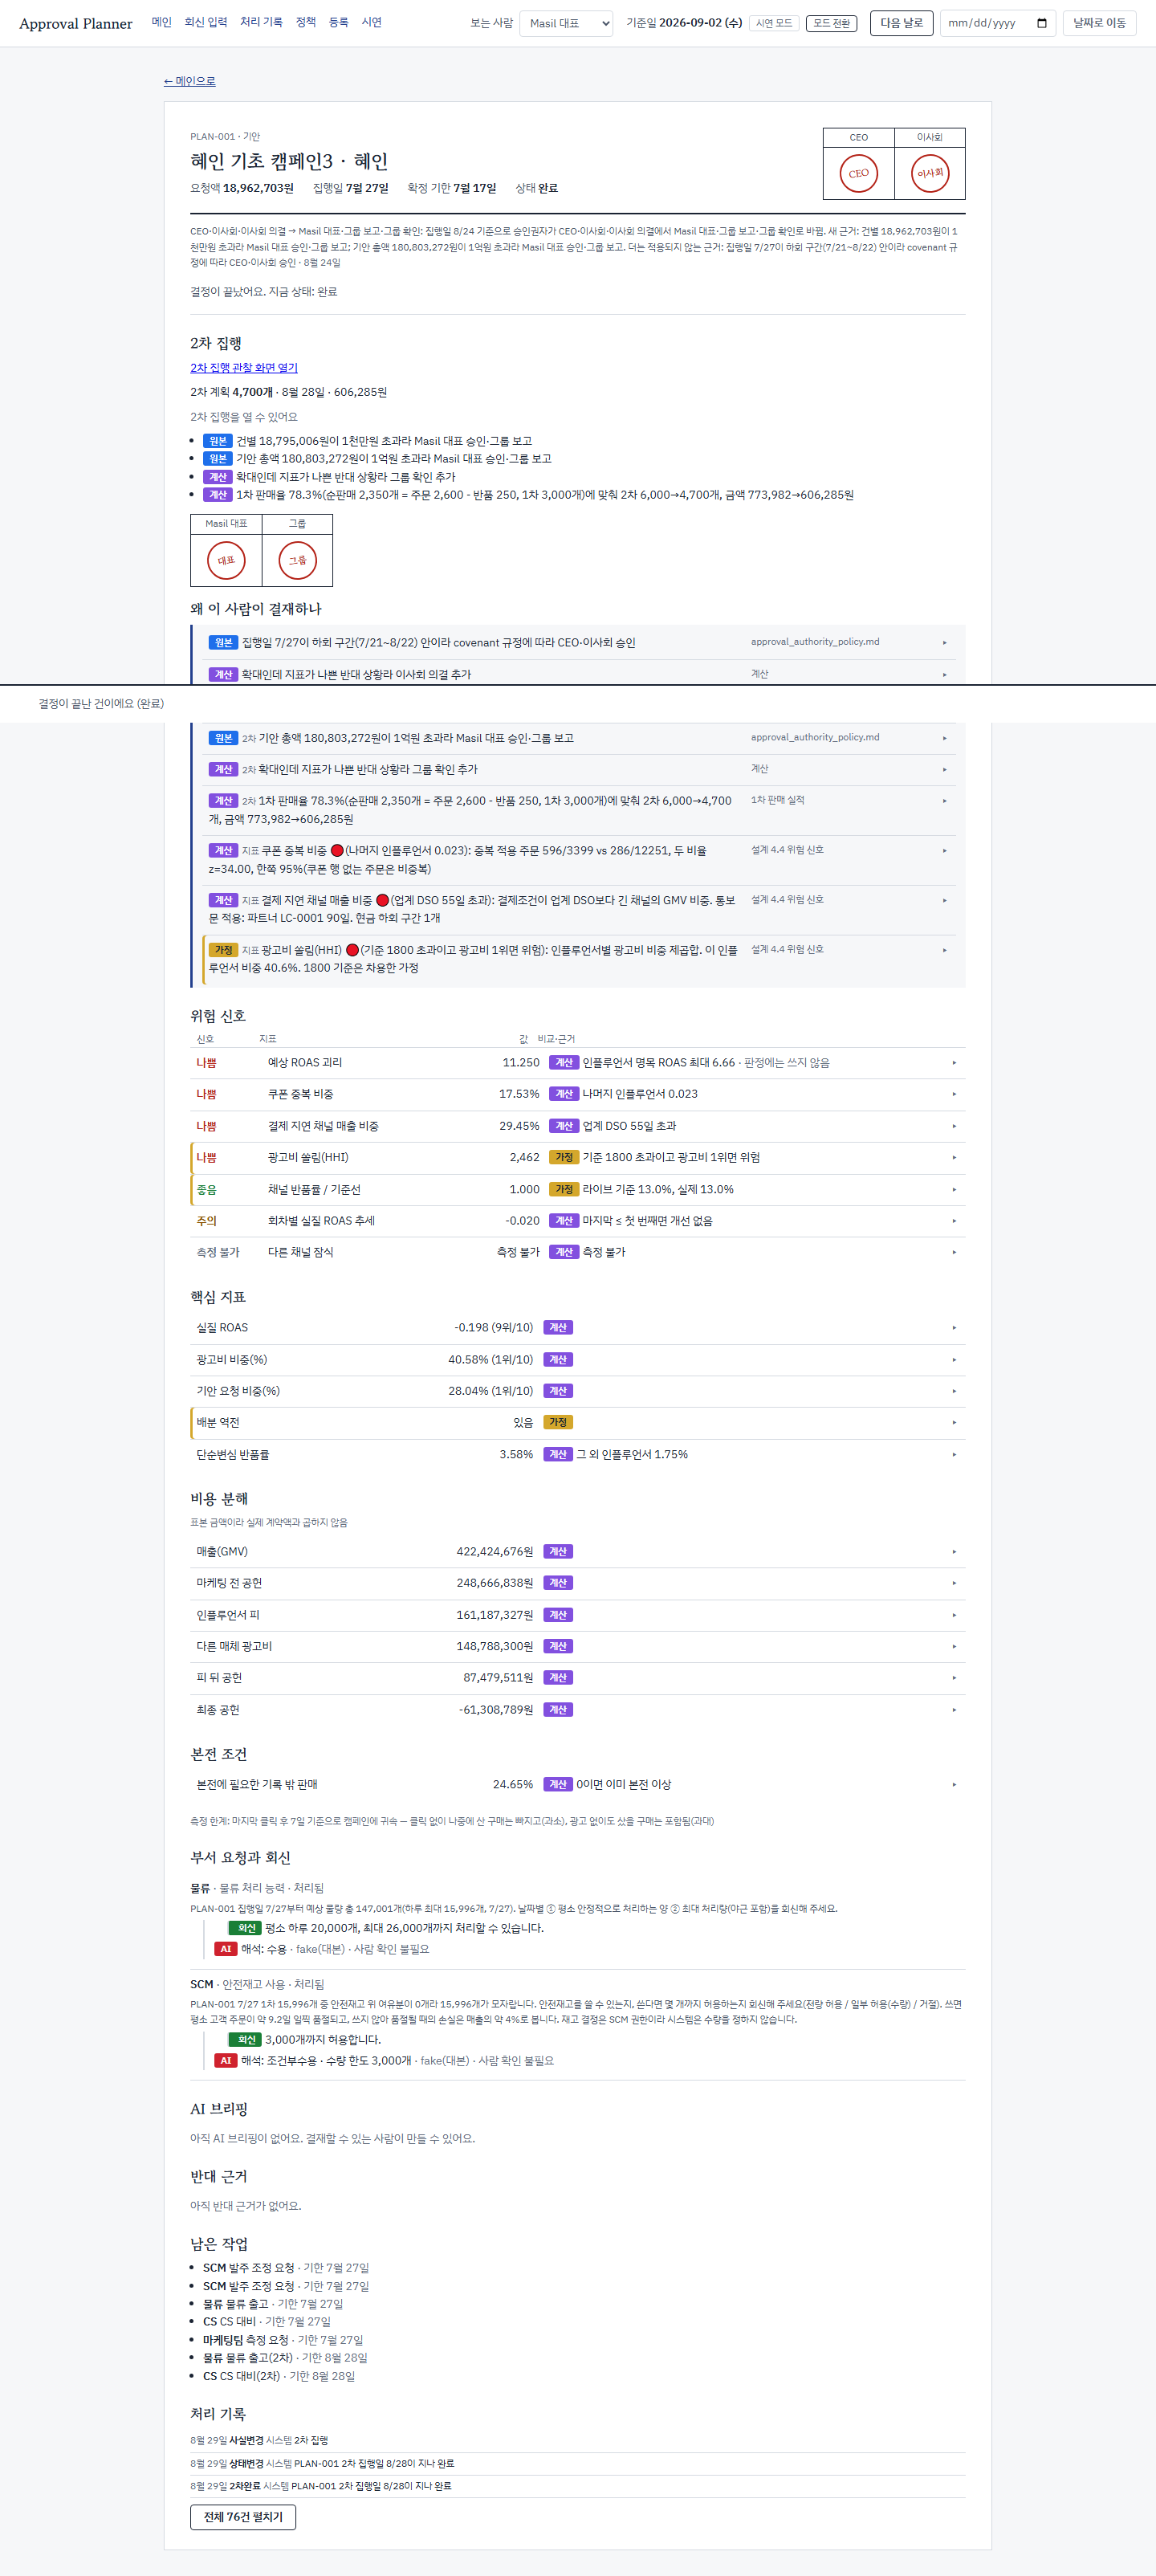 Approval Planner 메인 회신 입력 처리 기록 정책 등록 시연 보는 사람 Masil 대표 기준일 2026-09-02 (수) 시연 모드 모드 전환 다음 날로 mm/dd/yyyy 날짜로 이동
← 메인으로
PLAN-001 · 기안
혜인 기초 캠페인3 · 혜인
요청액 18,962,703원 집행일 7월 27일 확정 기한 7월 17일 상태 완료
CEO 이사회
CEO 이사회
CEO·이사회·이사회 의결 → Masil 대표·그룹 보고·그룹 확인: 집행일 8/24 기준으로 승인권자가 CEO·이사회·이사회 의결에서 Masil 대표·그룹 보고·그룹 확인로 바뀜. 새 근거: 건별 18,962,703원이 1
천만원 초과라 Masil 대표 승인·그룹 보고; 기안 총액 180,803,272원이 1억원 초과라 Masil 대표 승인·그룹 보고. 더는 적용되지 않는 근거: 집행일 7/27이 하회 구간(7/21~8/22) 안이라 covenant 규
정에 따라 CEO·이사회 승인 · 8월 24일
결정이 끝났어요. 지금 상태: 완료
2차 집행
2차 집행 관찰 화면 열기
2차 계획 4,700개 · 8월 28일 · 606,285원
2차 집행을 열 수 있어요
원본 건별 18,795,006원이 1천만원 초과라 Masil 대표 승인·그룹 보고
원본 기안 총액 180,803,272원이 1억원 초과라 Masil 대표 승인·그룹 보고
계산 확대인데 지표가 나쁜 반대 상황라 그룹 확인 추가
계산 1차 판매율 78.3%(순판매 2,350개 = 주문 2,600 - 반품 250, 1차 3,000개)에 맞춰 2차 6,000→4,700개, 금액 773,982→606,285원
Masil 대표 그룹
대표 그룹
왜 이 사람이 결재하나
원본 집행일 7/27이 하회 구간(7/21~8/22) 안이라 covenant 규정에 따라 CEO·이사회 승인 approval_authority_policy.md ▸
계산 확대인데 지표가 나쁜 반대 상황라 이사회 의결 추가 계산 ▸
결정이 끝난 건이에요 (완료)
원본 2차 기안 총액 180,803,272원이 1억원 초과라 Masil 대표 승인·그룹 보고 approval_authority_policy.md ▸
계산 2차 확대인데 지표가 나쁜 반대 상황라 그룹 확인 추가 계산 ▸
계산 2차 1차 판매율 78.3%(순판매 2,350개 = 주문 2,600 - 반품 250, 1차 3,000개)에 맞춰 2차 6,000→4,700 1차 판매 실적 ▸
개, 금액 773,982→606,285원
계산 지표 쿠폰 중복 비중 🔴(나머지 인플루언서 0.023): 중복 적용 주문 596/3399 vs 286/12251, 두 비율 설계 4.4 위험 신호 ▸
z=34.00, 한쪽 95%(쿠폰 행 없는 주문은 비중복)
계산 지표 결제 지연 채널 매출 비중 🔴(업계 DSO 55일 초과): 결제조건이 업계 DSO보다 긴 채널의 GMV 비중. 통보 설계 4.4 위험 신호 ▸
문 적용: 파트너 LC-0001 90일. 현금 하회 구간 1개
가정 지표 광고비 쏠림(HHI) 🔴(기준 1800 초과이고 광고비 1위면 위험): 인플루언서별 광고비 비중 제곱합. 이 인플 설계 4.4 위험 신호 ▸
루언서 비중 40.6%. 1800 기준은 차용한 가정
위험 신호
신호 지표 값 비교·근거
나쁨 예상 ROAS 괴리 11.250 계산 인플루언서 명목 ROAS 최대 6.66 · 판정에는 쓰지 않음 ▸
나쁨 쿠폰 중복 비중 17.53% 계산 나머지 인플루언서 0.023 ▸
나쁨 결제 지연 채널 매출 비중 29.45% 계산 업계 DSO 55일 초과 ▸
나쁨 광고비 쏠림(HHI) 2,462 가정 기준 1800 초과이고 광고비 1위면 위험 ▸
좋음 채널 반품률 / 기준선 1.000 가정 라이브 기준 13.0%, 실제 13.0% ▸
주의 회차별 실질 ROAS 추세 -0.020 계산 마지막 ≤ 첫 번째면 개선 없음 ▸
측정 불가 다른 채널 잠식 측정 불가 계산 측정 불가 ▸
핵심 지표
실질 ROAS -0.198 (9위/10) 계산 ▸
광고비 비중(%) 40.58% (1위/10) 계산 ▸
기안 요청 비중(%) 28.04% (1위/10) 계산 ▸
배분 역전 있음 가정 ▸
단순변심 반품률 3.58% 계산 그 외 인플루언서 1.75% ▸
비용 분해
표본 금액이라 실제 계약액과 곱하지 않음
매출(GMV) 422,424,676원 계산 ▸
마케팅 전 공헌 248,666,838원 계산 ▸
인플루언서 피 161,187,327원 계산 ▸
다른 매체 광고비 148,788,300원 계산 ▸
피 뒤 공헌 87,479,511원 계산 ▸
최종 공헌 -61,308,789원 계산 ▸
본전 조건
본전에 필요한 기록 밖 판매 24.65% 계산 0이면 이미 본전 이상 ▸
측정 한계: 마지막 클릭 후 7일 기준으로 캠페인에 귀속 — 클릭 없이 나중에 산 구매는 빠지고(과소), 광고 없이도 샀을 구매는 포함됨(과대)
부서 요청과 회신
물류 · 물류 처리 능력 · 처리됨
PLAN-001 집행일 7/27부터 예상 물량 총 147,001개(하루 최대 15,996개, 7/27). 날짜별 ① 평소 안정적으로 처리하는 양 ② 최대 처리량(야근 포함)을 회신해 주세요.
회신 평소 하루 20,000개, 최대 26,000개까지 처리할 수 있습니다.
AI 해석: 수용 · fake(대본) · 사람 확인 불필요
SCM · 안전재고 사용 · 처리됨
PLAN-001 7/27 1차 15,996개 중 안전재고 위 여유분이 0개라 15,996개가 모자랍니다. 안전재고를 쓸 수 있는지, 쓴다면 몇 개까지 허용하는지 회신해 주세요(전량 허용 / 일부 허용(수량) / 거절). 쓰면
평소 고객 주문이 약 9.2일 일찍 품절되고, 쓰지 않아 품절될 때의 손실은 매출의 약 4%로 봅니다. 재고 결정은 SCM 권한이라 시스템은 수량을 정하지 않습니다.
회신 3,000개까지 허용합니다.
AI 해석: 조건부수용 · 수량 한도 3,000개 · fake(대본) · 사람 확인 불필요
AI 브리핑
아직 AI 브리핑이 없어요. 결재할 수 있는 사람이 만들 수 있어요.
반대 근거
아직 반대 근거가 없어요.
남은 작업
SCM 발주 조정 요청 · 기한 7월 27일
SCM 발주 조정 요청 · 기한 7월 27일
물류 물류 출고 · 기한 7월 27일
CS CS 대비 · 기한 7월 27일
마케팅팀 측정 요청 · 기한 7월 27일
물류 물류 출고(2차) · 기한 8월 28일
CS CS 대비(2차) · 기한 8월 28일
처리 기록
8월 29일 사실변경 시스템 2차 집행
8월 29일 상태변경 시스템 PLAN-001 2차 집행일 8/28이 지나 완료
8월 29일 2차완료 시스템 PLAN-001 2차 집행일 8/28이 지나 완료
전체 76건 펼치기